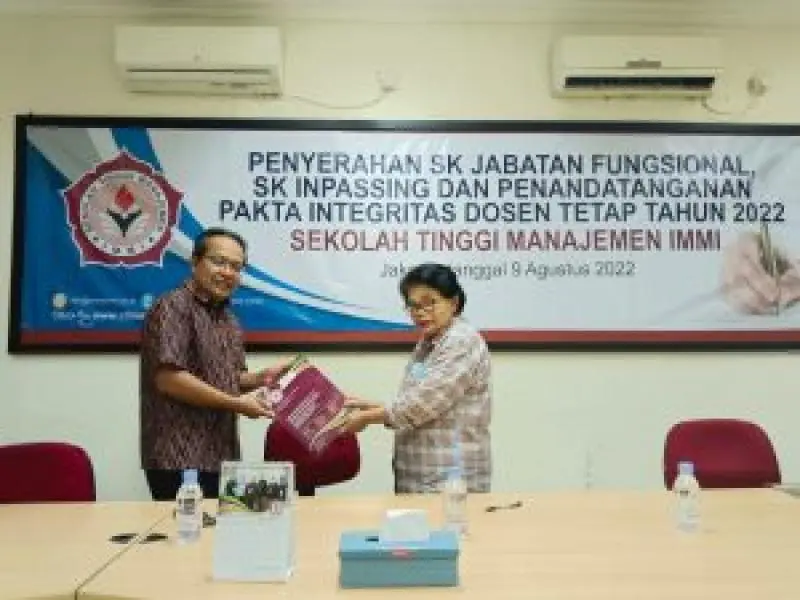 PENYERAHAN SK JABATAN FUNGSIONAL,
SK INPASSING DAN PENANDATANGANAN
PAKTA INTEGRITAS DOSEN TETAP TAHUN 2022
SEKOLAH TINGGI MANAJEMEN IMMI
Tanggal 9 Agustus 2022